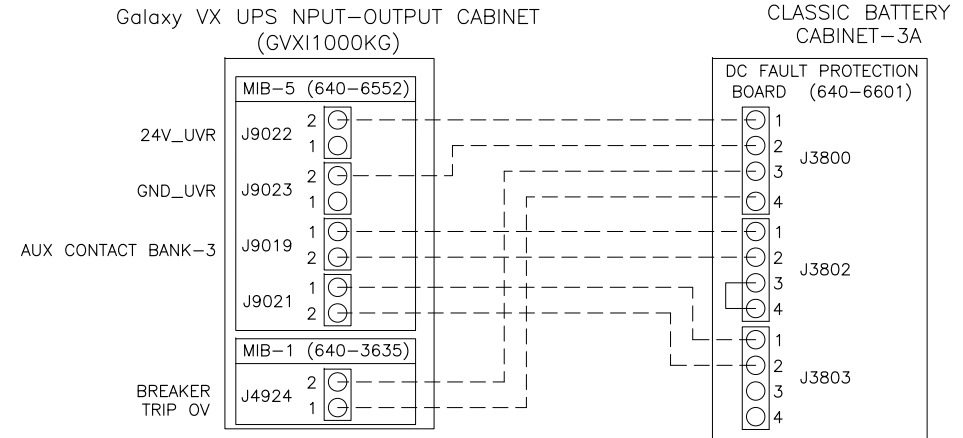 Galaxy VX UPS NPUT-OUTPUT CABINET
(GVXI1000KG)
CLASSIC BATTERY
CABINET-3A
MIB-5 (640-6552)
24V_UVR
J9022
2
1
GND_UVR
J9023
2
1
AUX CONTACT BANK-3
J9019
1
2
J9021
1
2
MIB-1 (640-3635)
BREAKER
TRIP OV
J4924
2
1
DC FAULT PROTECTION
BOARD (640-6601)
1
2
3
4
J3800
1
2
3
4
J3802
1
2
3
4
J3803